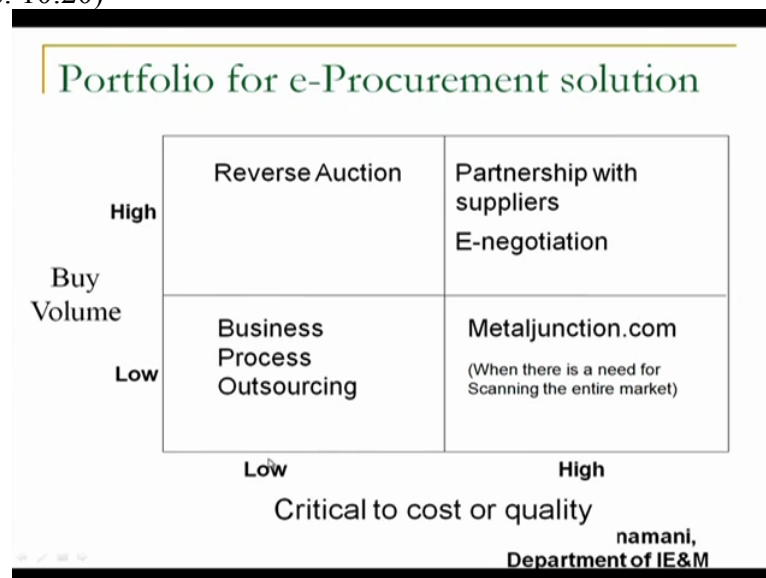 Portfolio for e-Procurement solution
Reverse Auction
Partnership with
suppliers
E-negotiation
High
Buy
Volume
Low
Business
Process
Outsourcing
Metaljunction.com
(When there is a need for
Scanning the entire market)
Low
High
Critical to cost or quality
namani,
Department of IE&M